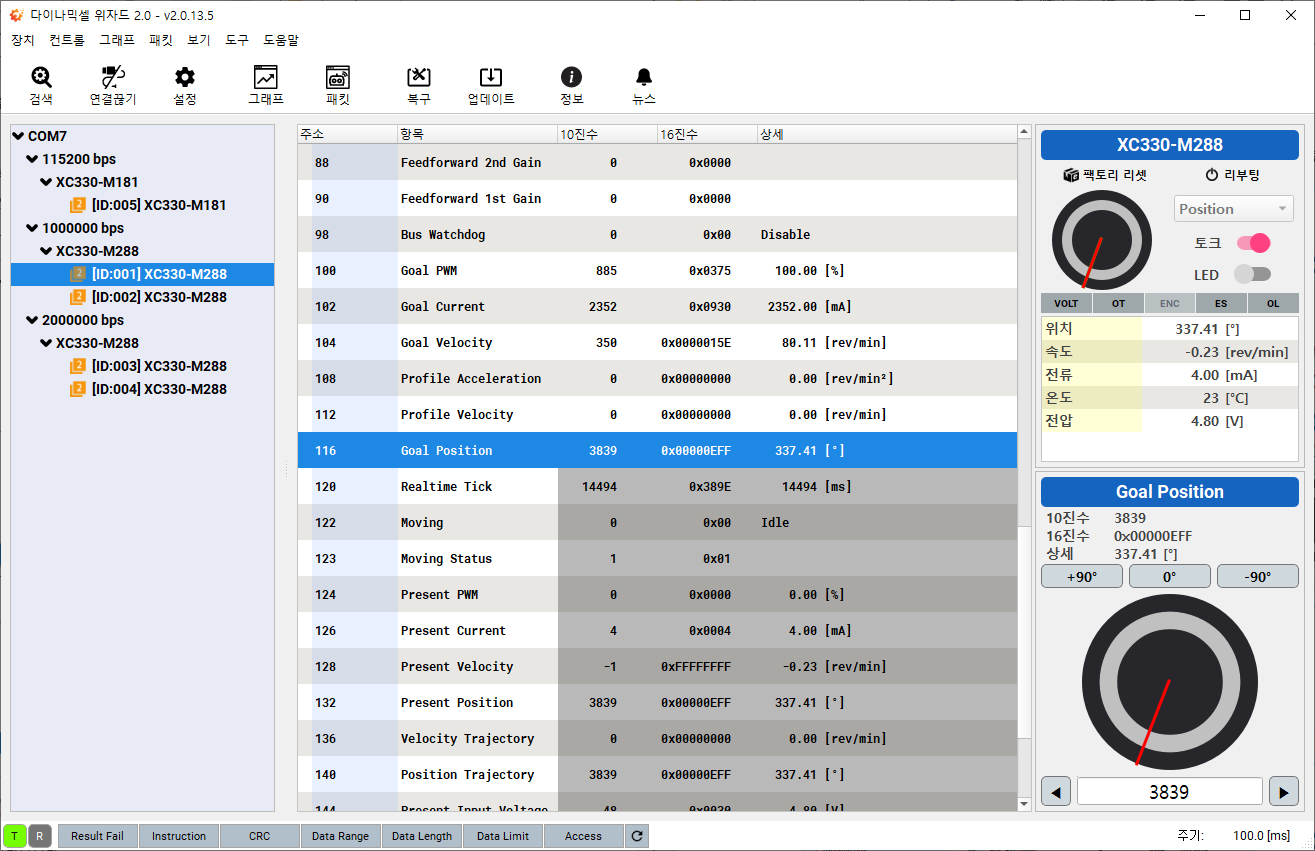 다이나믹셀 위자드 2.0 - v2.0.13.5
장치 컨트롤 그래프 패킷 보기 도구 도움말
검색 연결끊기 설정 그래프 패킷 복구 업데이트 정보 뉴스
COM7
115200 bps
XC330-M181
2 [ID:005] XC330-M181
1000000 bps
XC330-M288
2 [ID:001] XC330-M288
2 [ID:002] XC330-M288
2000000 bps
XC330-M288
2 [ID:003] XC330-M288
2 [ID:004] XC330-M288
주소 항목 10진수 16진수 상세
88 Feedforward 2nd Gain 0 0x0000
90 Feedforward 1st Gain 0 0x0000
98 Bus Watchdog 0 0x00 Disable
100 Goal PWM 885 0x0375 100.00 [%]
102 Goal Current 2352 0x0930 2352.00 [mA]
104 Goal Velocity 350 0x0000015E 80.11 [rev/min]
108 Profile Acceleration 0 0x00000000 0.00 [rev/min²]
112 Profile Velocity 0 0x00000000 0.00 [rev/min]
116 Goal Position 3839 0x00000EFF 337.41 [°]
120 Realtime Tick 14494 0x389E 14494 [ms]
122 Moving 0 0x00 Idle
123 Moving Status 1 0x01
124 Present PWM 0 0x0000 0.00 [%]
126 Present Current 4 0x0004 4.00 [mA]
128 Present Velocity -1 0xFFFFFFFF -0.23 [rev/min]
132 Present Position 3839 0x00000EFF 337.41 [°]
136 Velocity Trajectory 0 0x00000000 0.00 [rev/min]
140 Position Trajectory 3839 0x00000EFF 337.41 [°]
144 Present Input Voltage 48 0x0030 4.80 [V]
XC330-M288
팩토리 리셋 리부팅
Position
토크
LED
VOLT OT ENC ES OL
위치 337.41 [°]
속도 -0.23 [rev/min]
전류 4.00 [mA]
온도 23 [°C]
전압 4.80 [V]
Goal Position
10진수 3839
16진수 0x00000EFF
상세 337.41 [°]
+90° 0° -90°
3839
T R Result Fail Instruction CRC Data Range Data Length Data Limit Access 주기: 100.0 [ms]